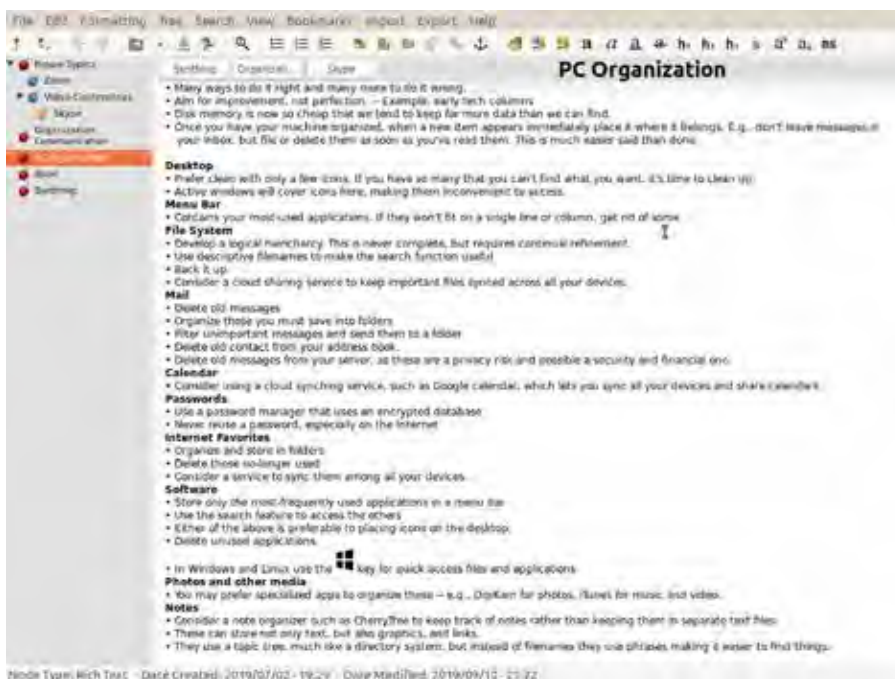 File Edit Formatting Tree Search View Bookmarks Import Export Help
Synthing Organizat... Skype
PC Organization
Future Topics
Zoom
Video Conferences
Skype
Organization
Communication
Synthing
• Many ways to do it right and many more to do it wrong.
• Aim for improvement, not perfection. -- Example: early tech columns
• Disk memory is now so cheap that we tend to keep far more data than we can find.
• Once you have your machine organized, when a new item appears immediately place it where it belongs. E.g., don't leave messages in
your inbox, but file or delete them as soon as you've read them. This is much easier said than done.
Desktop
• Prefer clean with only a few icons. If you have so many that you can't find what you want, it's time to clean up.
• Active windows will cover icons here, making them inconvenient to access.
Menu Bar
• Contains your most-used applications. If they won't fit on a single line or column, get rid of some
File System
• Develop a logical hierarchy. This is never complete, but requires continual refinement.
• Use descriptive filenames to make the search function useful
• Back it up
• Consider a cloud sharing service to keep important files synced across all your devices.
Mail
• Delete old messages
• Organize those you must save into folders
• Filter unimportant messages and send them to a folder
• Delete old contact from your address book.
• Delete old messages from your server, as these are a privacy risk and possible a security and financial one.
Calendar
• Consider using a cloud synching service, such as Google calendar, which lets you sync all your devices and share calendars.
Passwords
• Use a password manager that uses an encrypted database
• Never reuse a password, especially on the Internet
Internet Favorites
• Organize and store in folders
• Delete those no-longer used
• Consider a service to sync them among all your devices.
Software
• Store only the most-frequently used applications in a menu bar
• Use the search feature to access the others
• Either of the above is preferable to placing icons on the desktop.
• Delete unused applications.
• In Windows and Linux use the key for quick access files and applications
Photos and other media
• You may prefer specialized apps to organize these -- e.g., DigiKam for photos, iTunes for music, and video.
Notes
• Consider a note organizer such as CherryTree to keep track of notes rather than keeping them in separate text files.
• These can store not only text, but also graphics, and links.
• They use a topic tree, much like a directory system, but instead of filenames they use phrases making it easier to find things.
Node Type: Rich Text - Date Created: 2019/07/02 - 19:29 - Date Modified: 2019/09/10 - 21:22